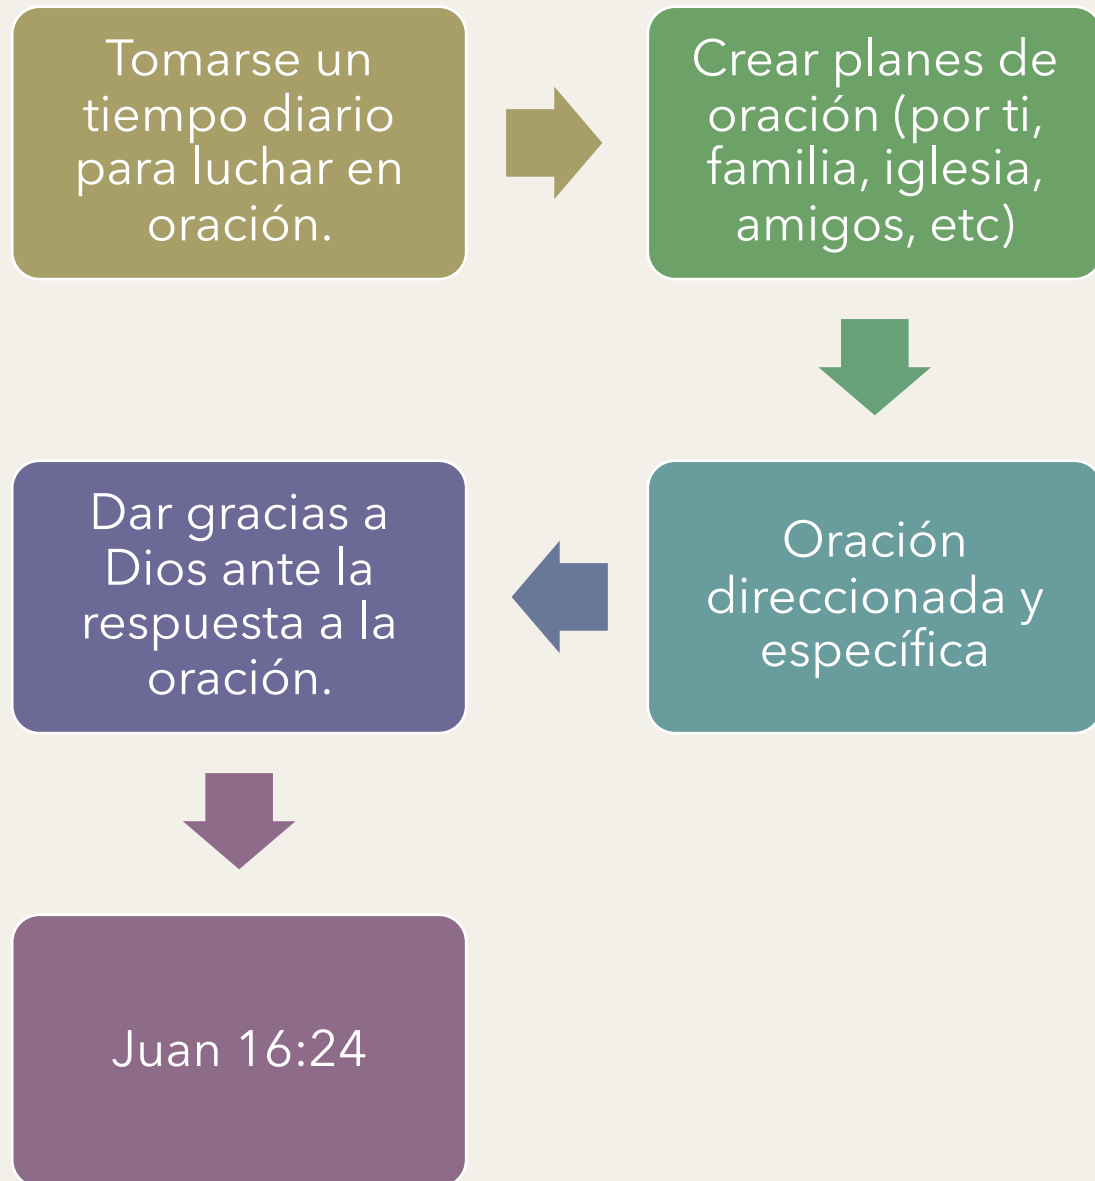 Tomarse un
tiempo diario
para luchar en
oración.
Crear planes de
oración (por ti,
familia, iglesia,
amigos, etc)
Oración
direccionada y
específica
Dar gracias a
Dios ante la
respuesta a la
oración.
Juan 16:24